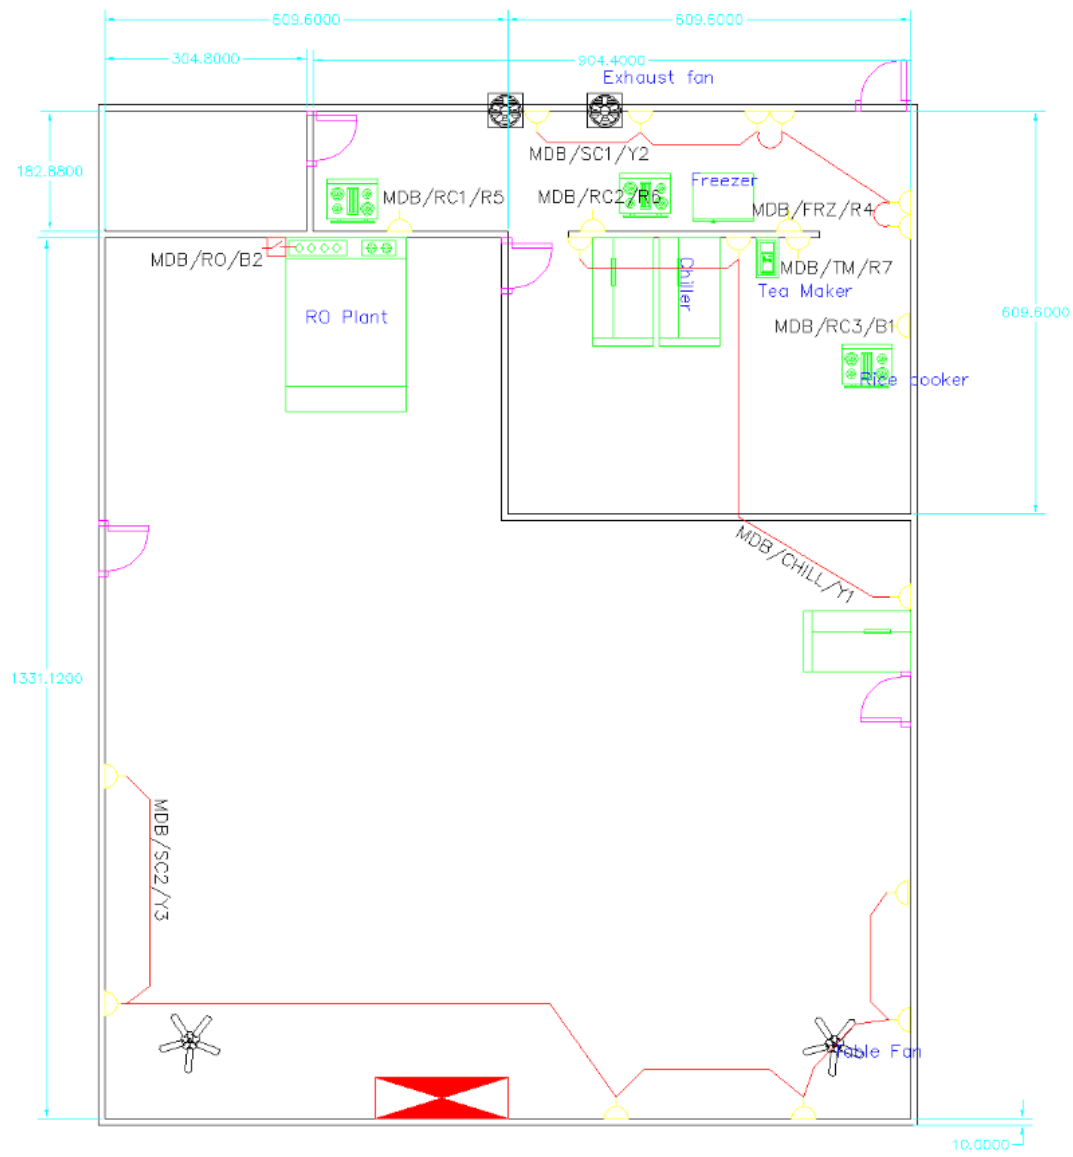 609.6000
609.6000
304.8000
904.4000
Exhaust fan
MDB/SC1/Y2
182.8800
Freezer
MDB/RC1/R5
MDB/RC2/R6
MDB/FRZ/R4
MDB/RO/B2
Chiller
MDB/TM/R7
Tea Maker
RO Plant
609.6000
MDB/RC3/B1
Rice cooker
MDB/CHILL/Y1
1331.1200
MDB/SC2/Y3
Table Fan
10.0000